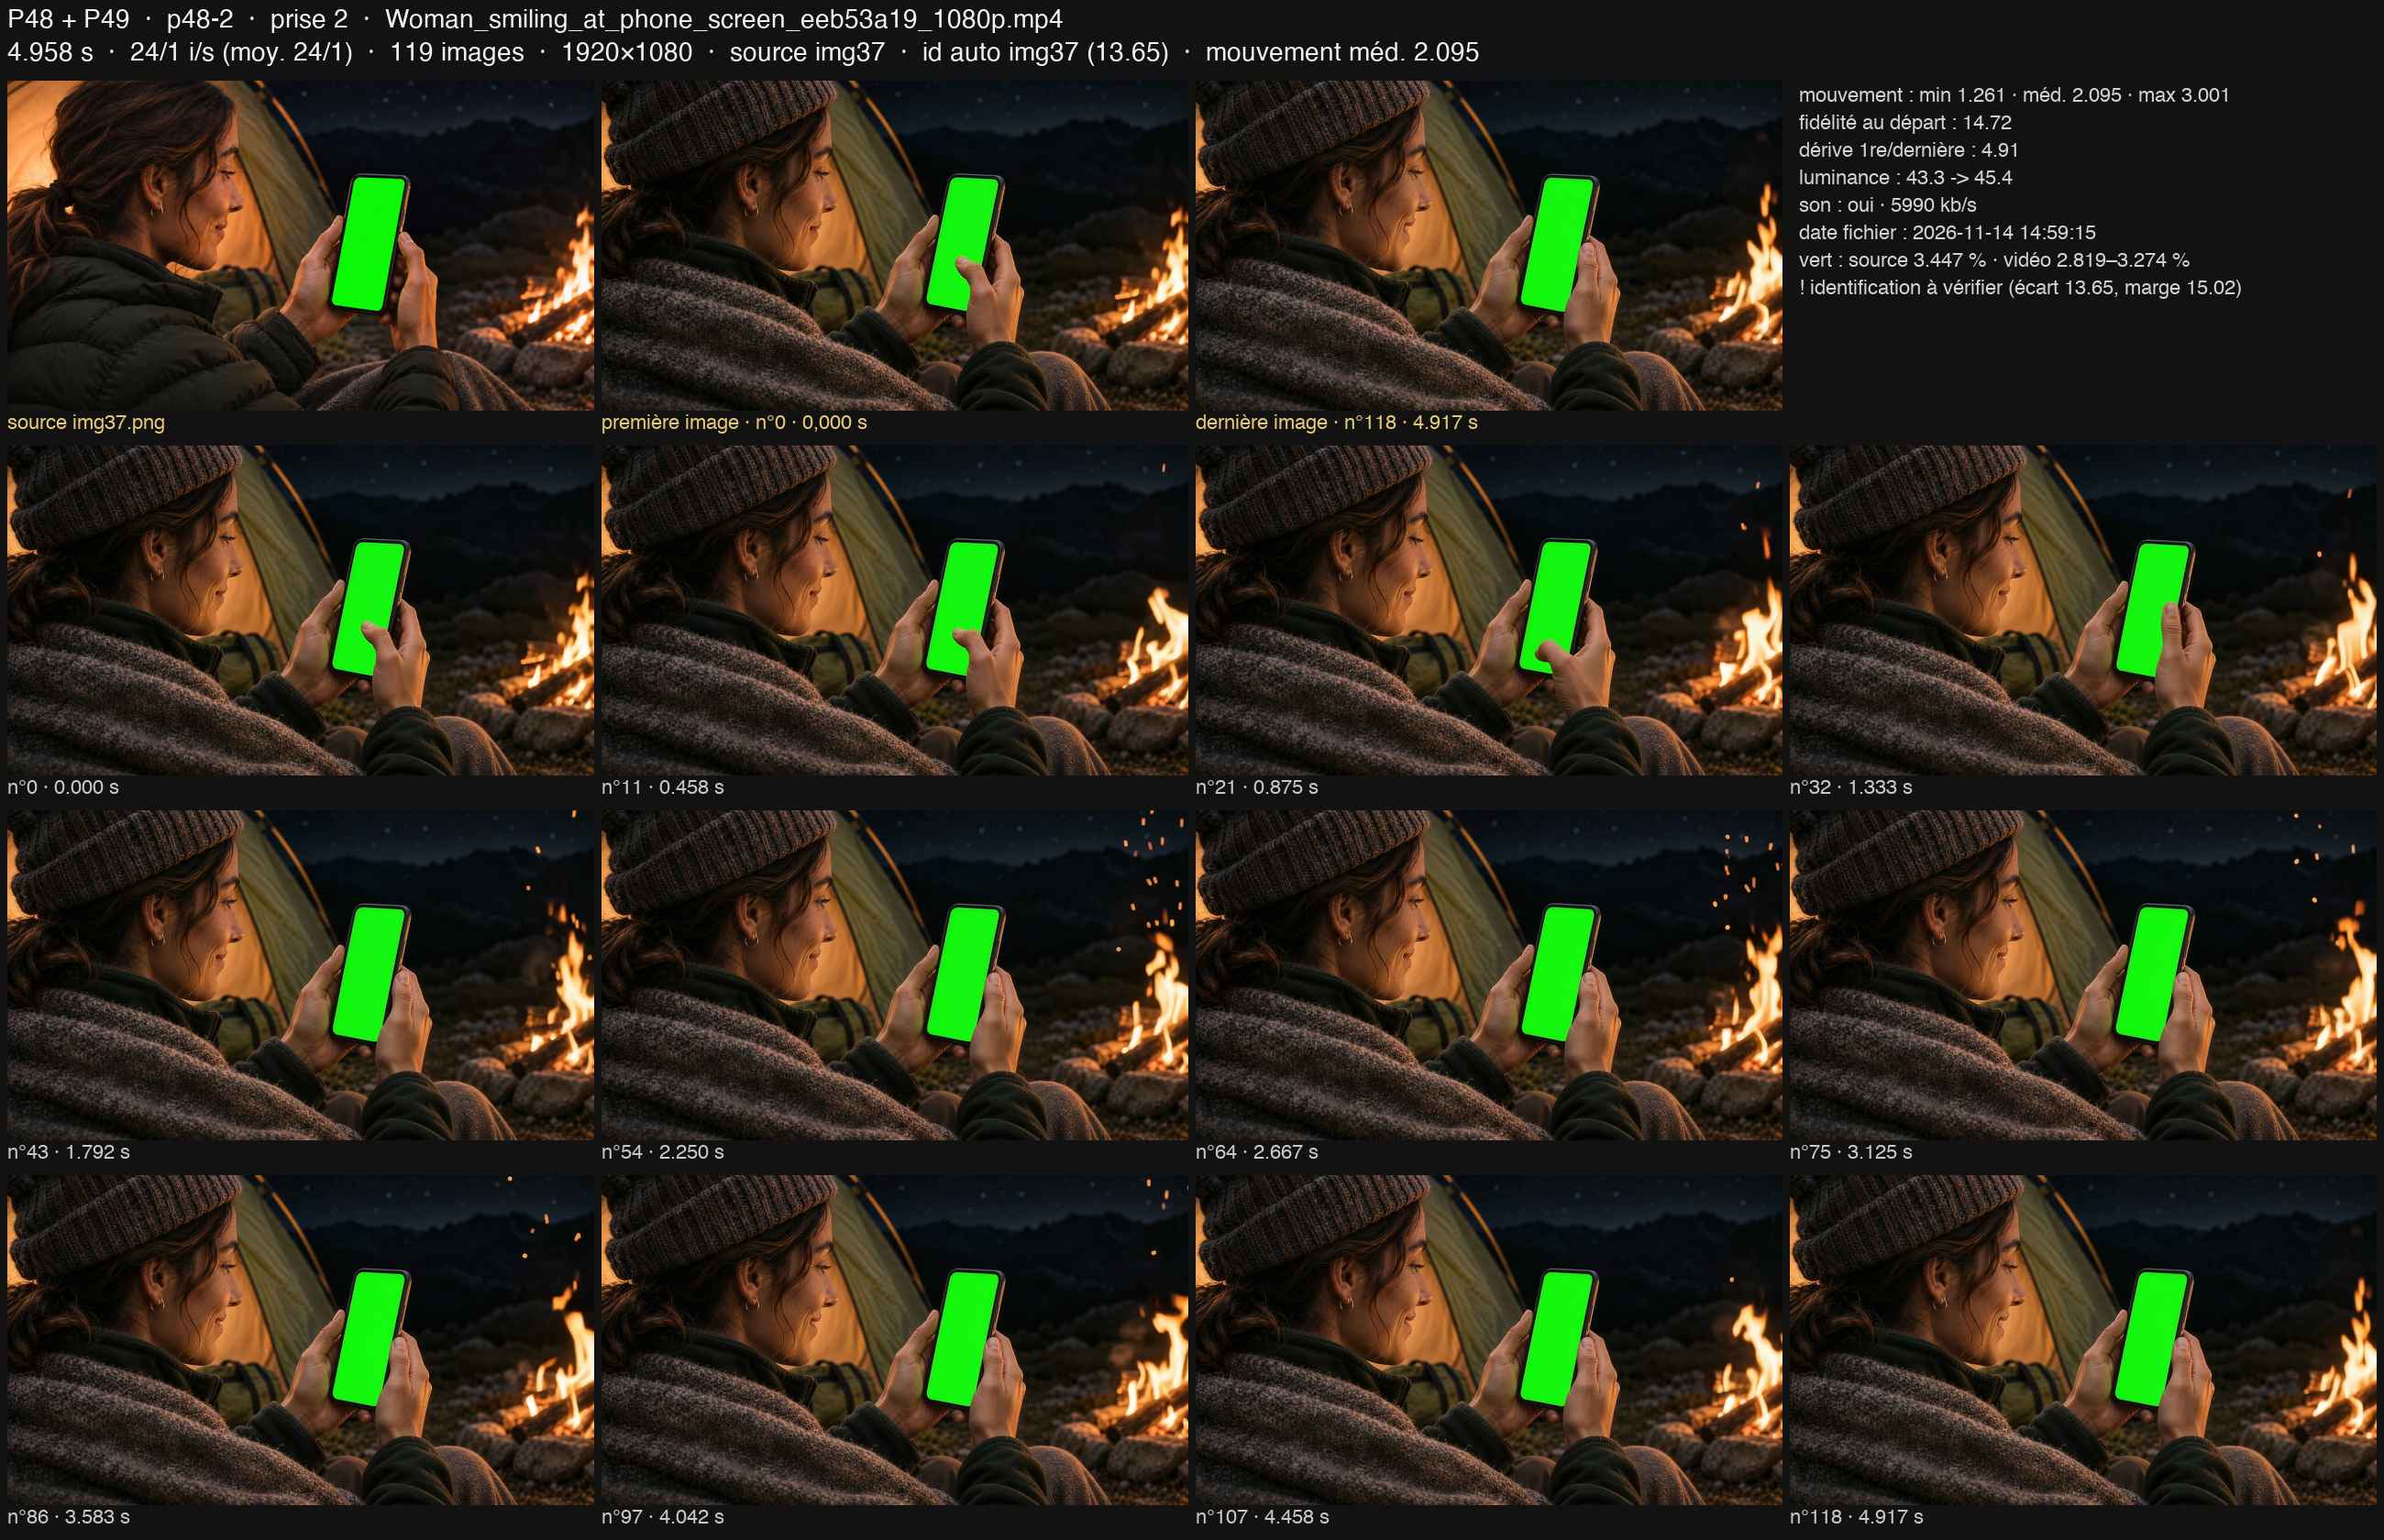 P48 + P49 · p48-2 · prise 2 · Woman_smiling_at_phone_screen_eeb53a19_1080p.mp4
4.958 s · 24/1 i/s (moy. 24/1) · 119 images · 1920×1080 · source img37 · id auto img37 (13.65) · mouvement méd. 2.095
mouvement : min 1.261 · méd. 2.095 · max 3.001
fidélité au départ : 14.72
dérive 1re/dernière : 4.91
luminance : 43.3 -> 45.4
son : oui · 5990 kb/s
date fichier : 2026-11-14 14:59:15
vert : source 3.447 % · vidéo 2.819–3.274 %
! identification à vérifier (écart 13.65, marge 15.02)
source img37.png
première image · n°0 · 0,000 s
dernière image · n°118 · 4.917 s
n°0 · 0.000 s
n°11 · 0.458 s
n°21 · 0.875 s
n°32 · 1.333 s
n°43 · 1.792 s
n°54 · 2.250 s
n°64 · 2.667 s
n°75 · 3.125 s
n°86 · 3.583 s
n°97 · 4.042 s
n°107 · 4.458 s
n°118 · 4.917 s